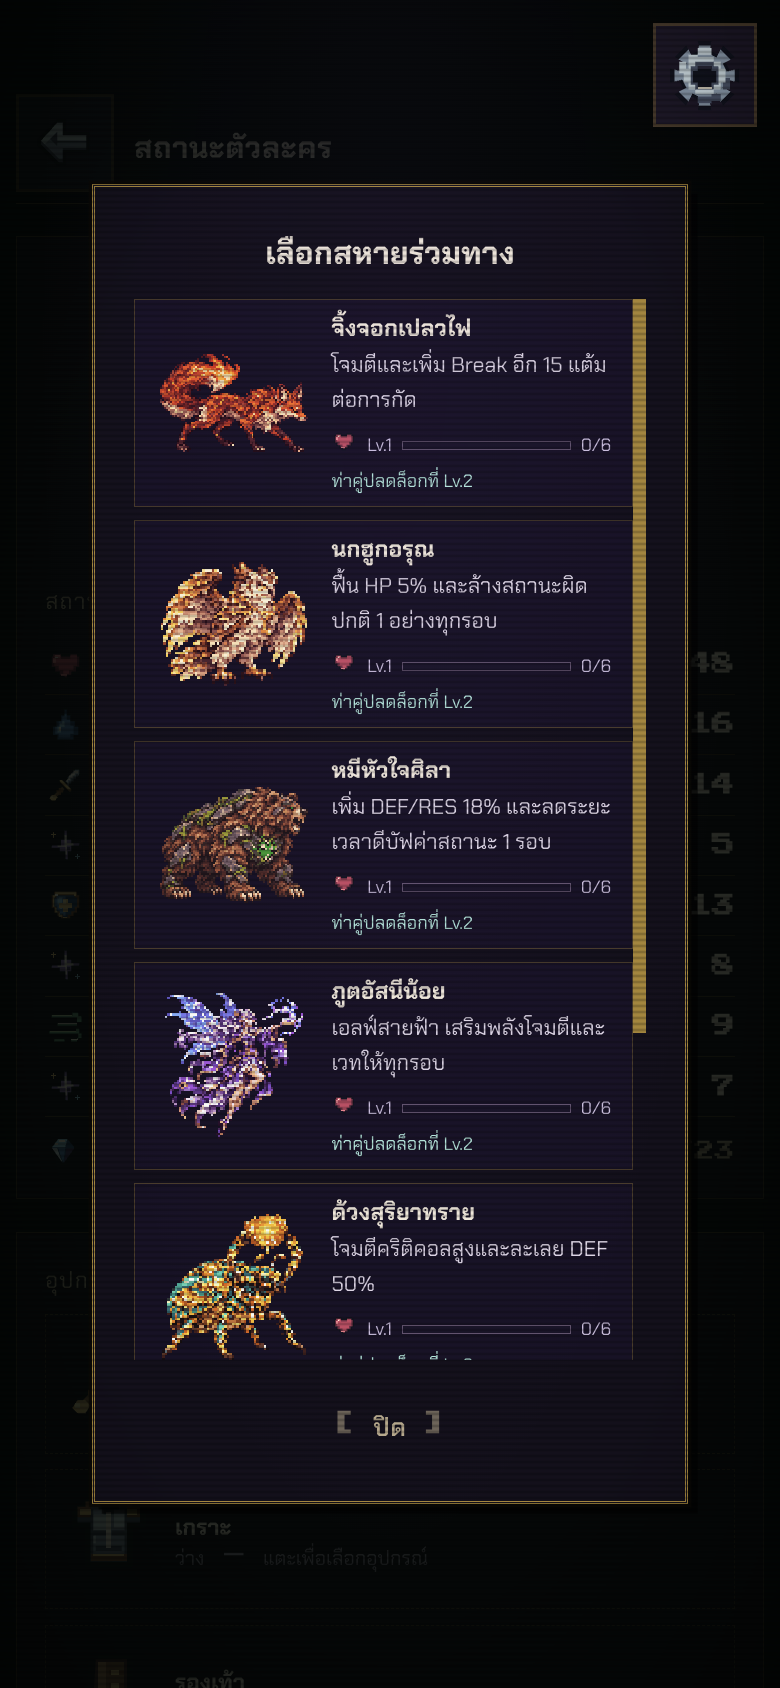 สถานะตัวละคร
เลือกสหายร่วมทาง
จิ้งจอกเปลวไฟ
โจมตีและเพิ่ม Break อีก 15 แต้ม
ต่อการกัด
Lv.1 0/6
ท่าคู่ปลดล็อกที่ Lv.2
นกฮูกอรุณ
ฟื้น HP 5% และล้างสถานะผิด
ปกติ 1 อย่างทุกรอบ
Lv.1 0/6
ท่าคู่ปลดล็อกที่ Lv.2
หมีหัวใจศิลา
เพิ่ม DEF/RES 18% และลดระยะ
เวลาดีบัฟค่าสถานะ 1 รอบ
Lv.1 0/6
ท่าคู่ปลดล็อกที่ Lv.2
ภูตอัสนีน้อย
เอลฟ์สายฟ้า เสริมพลังโจมตีและ
เวทให้ทุกรอบ
Lv.1 0/6
ท่าคู่ปลดล็อกที่ Lv.2
ด้วงสุริยาทราย
โจมตีคริติคอลสูงและละเลย DEF
50%
Lv.1 0/6
[ ปิด ]
สถา
48
16
14
5
13
8
9
7
23
อุปก
เกราะ
ว่าง — แตะเพื่อเลือกอุปกรณ์
รองเท้า